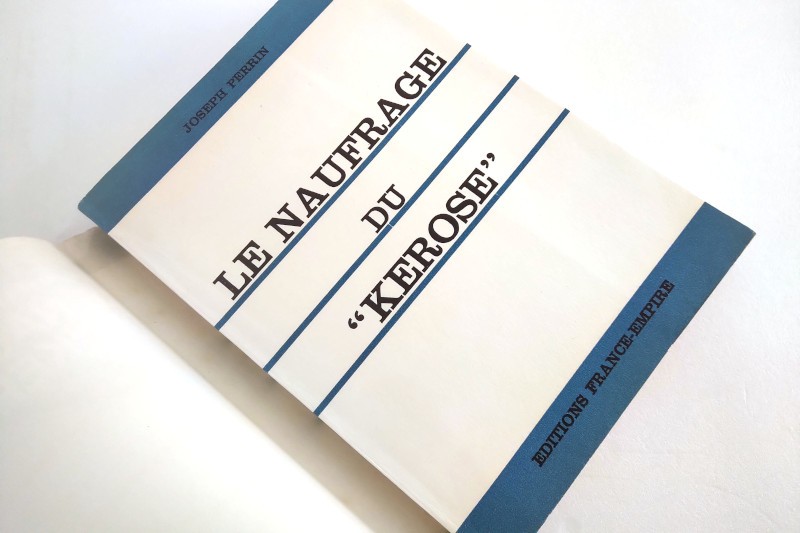 JOSEPH PERRIN
LE NAUFRAGE
DU
“KEROSE”
EDITIONS FRANCE-EMPIRE